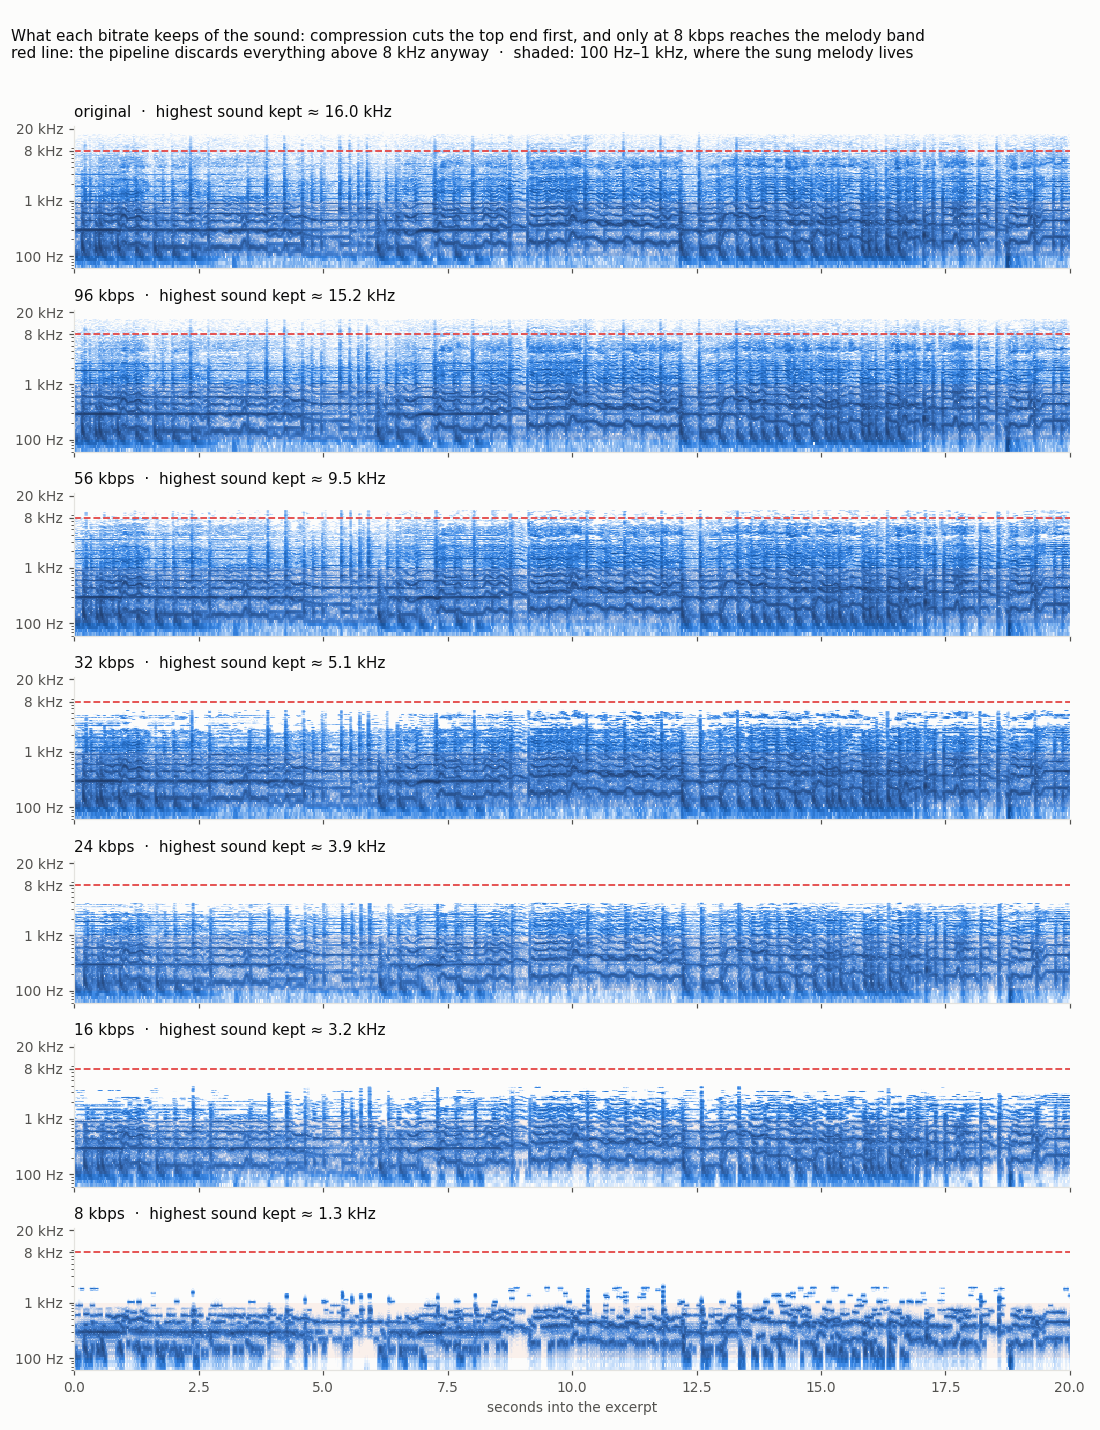 What each bitrate keeps of the sound: compression cuts the top end first, and only at 8 kbps reaches the melody band
red line: the pipeline discards everything above 8 kHz anyway · shaded: 100 Hz–1 kHz, where the sung melody lives
original · highest sound kept ≈ 16.0 kHz
20 kHz
8 kHz
1 kHz
100 Hz
96 kbps · highest sound kept ≈ 15.2 kHz
20 kHz
8 kHz
1 kHz
100 Hz
56 kbps · highest sound kept ≈ 9.5 kHz
20 kHz
8 kHz
1 kHz
100 Hz
32 kbps · highest sound kept ≈ 5.1 kHz
20 kHz
8 kHz
1 kHz
100 Hz
24 kbps · highest sound kept ≈ 3.9 kHz
20 kHz
8 kHz
1 kHz
100 Hz
16 kbps · highest sound kept ≈ 3.2 kHz
20 kHz
8 kHz
1 kHz
100 Hz
8 kbps · highest sound kept ≈ 1.3 kHz
20 kHz
8 kHz
1 kHz
100 Hz
0.0 2.5 5.0 7.5 10.0 12.5 15.0 17.5 20.0
seconds into the excerpt